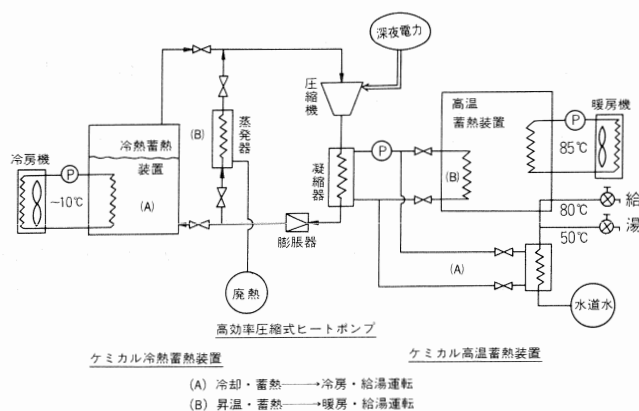 深夜電力
圧縮機
高温
蓄熱装置
暖房機
P
85℃
冷房機
P
~10℃
冷熱蓄熱
装置
(A)
(B)
蒸発器
凝縮器
P
(B)
80℃
給
50℃
湯
膨脹器
(A)
廃熱
水道水
高効率圧縮式ヒートポンプ
ケミカル冷熱蓄熱装置
ケミカル高温蓄熱装置
(A) 冷却・蓄熱──→冷房・給湯運転
(B) 昇温・蓄熱──→暖房・給湯運転